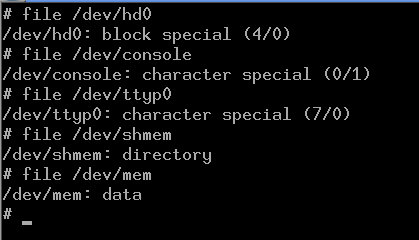 # file /dev/hd0
/dev/hd0: block special (4/0)
# file /dev/console
/dev/console: character special (0/1)
# file /dev/ttyp0
/dev/ttyp0: character special (7/0)
# file /dev/shmem
/dev/shmem: directory
# file /dev/mem
/dev/mem: data
# _